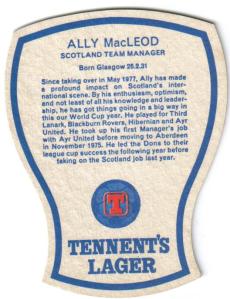 ALLY MacLEOD
SCOTLAND TEAM MANAGER
Born Glasgow 26.2.31
Since taking over in May 1977, Ally has made
a profound impact on Scotland's inter-
national scene. By his enthusiasm, optimism,
and not least of all his knowledge and leader-
ship, he has got things going in a big way in
this our World Cup year. He played for Third
Lanark, Blackburn Rovers, Hibernian and Ayr
United. He took up his first Manager's job
with Ayr United before moving to Aberdeen
in November 1975. He led the Dons to their
league cup success the following year before
taking on the Scotland job last year.
T
TENNENT'S
LAGER